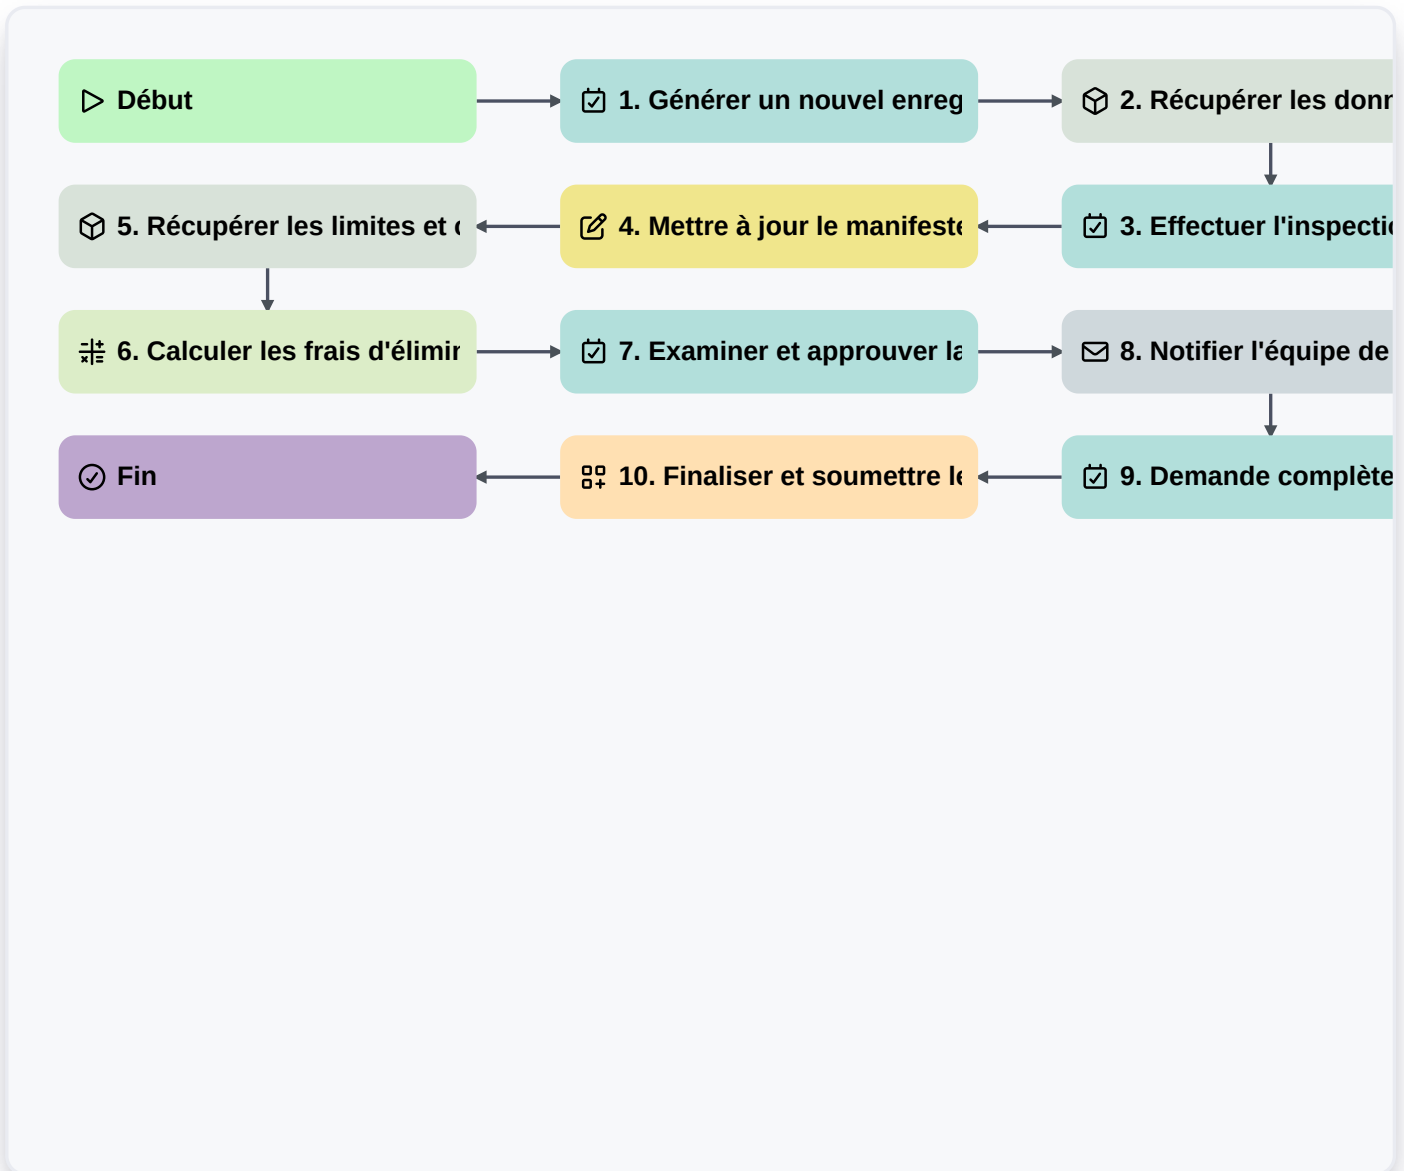 Début
1. Générer un nouvel enreg
2. Récupérer les donn
5. Récupérer les limites et
4. Mettre à jour le manifeste
3. Effectuer l'inspectio
6. Calculer les frais d'élimin
7. Examiner et approuver la
8. Notifier l'équipe de
Fin
10. Finaliser et soumettre le
9. Demande complète